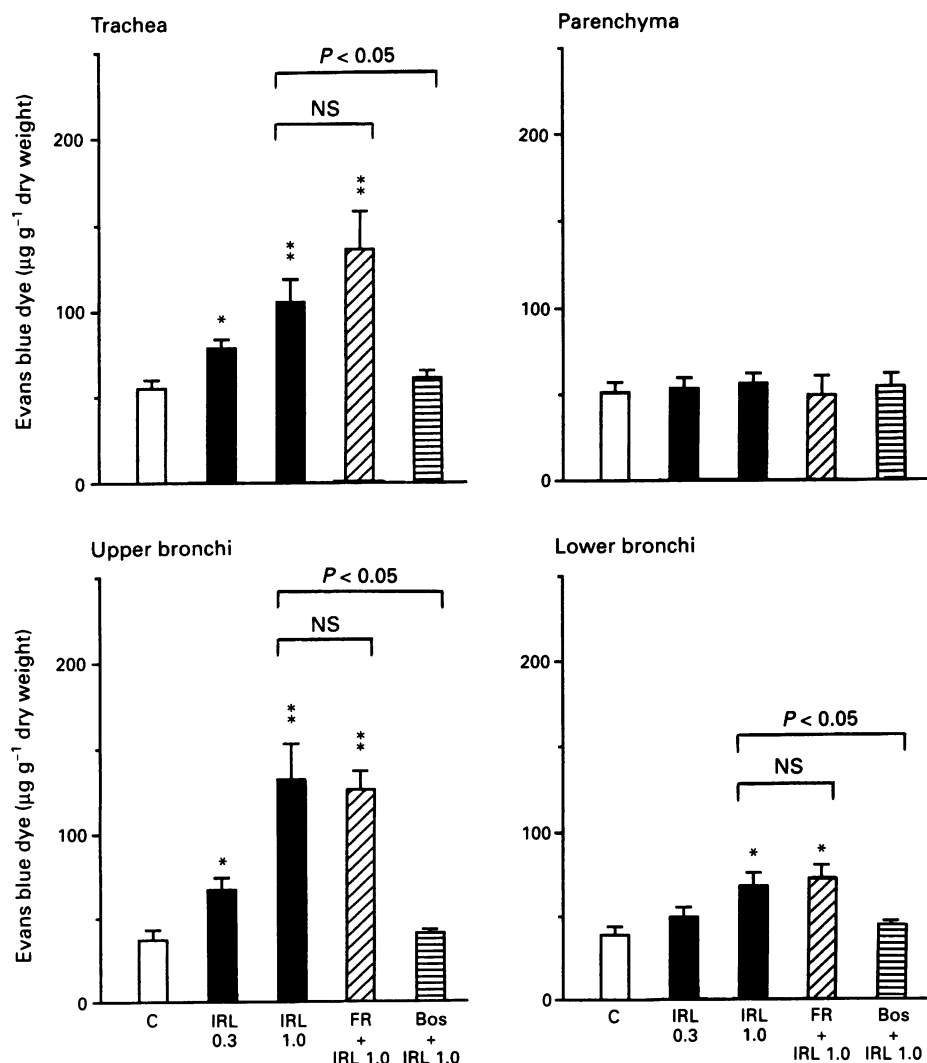 Trachea
P < 0.05
NS
**
**
*
200
100
0
Evans blue dye (µg g⁻¹ dry weight)
Parenchyma
200
100
0
Upper bronchi
P < 0.05
NS
**
**
*
200
100
0
Evans blue dye (µg g⁻¹ dry weight)
C
IRL
0.3
IRL
1.0
FR
+
IRL 1.0
Bos
+
IRL 1.0
Lower bronchi
P < 0.05
NS
*
*
200
100
0
C
IRL
0.3
IRL
1.0
FR
+
IRL 1.0
Bos
+
IRL 1.0